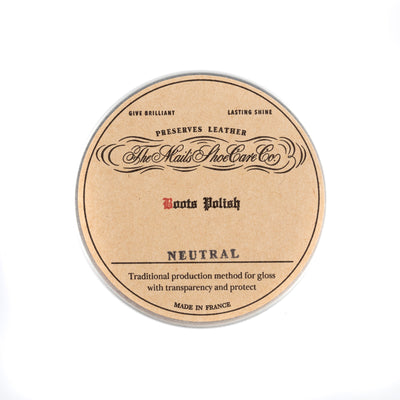 GIVE BRILLIANT LASTING SHINE
PRESERVES LEATHER
The Maits Shoe Care Co
Boots Polish
NEUTRAL
Traditional production method for gloss
with transparency and protect
MADE IN FRANCE